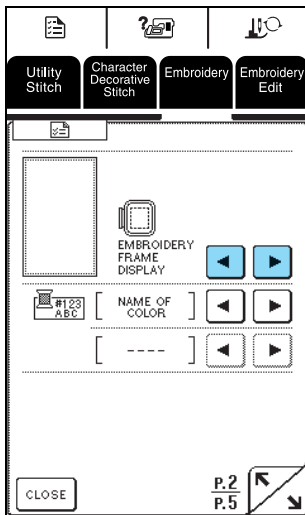 ?
Utility
Stitch
Character
Decorative
Stitch
Embroidery
Embroidery
Edit
EMBROIDERY
FRAME
DISPLAY
#123
ABC
[ NAME OF
COLOR ]
[ ---- ]
CLOSE
P.2
P.5